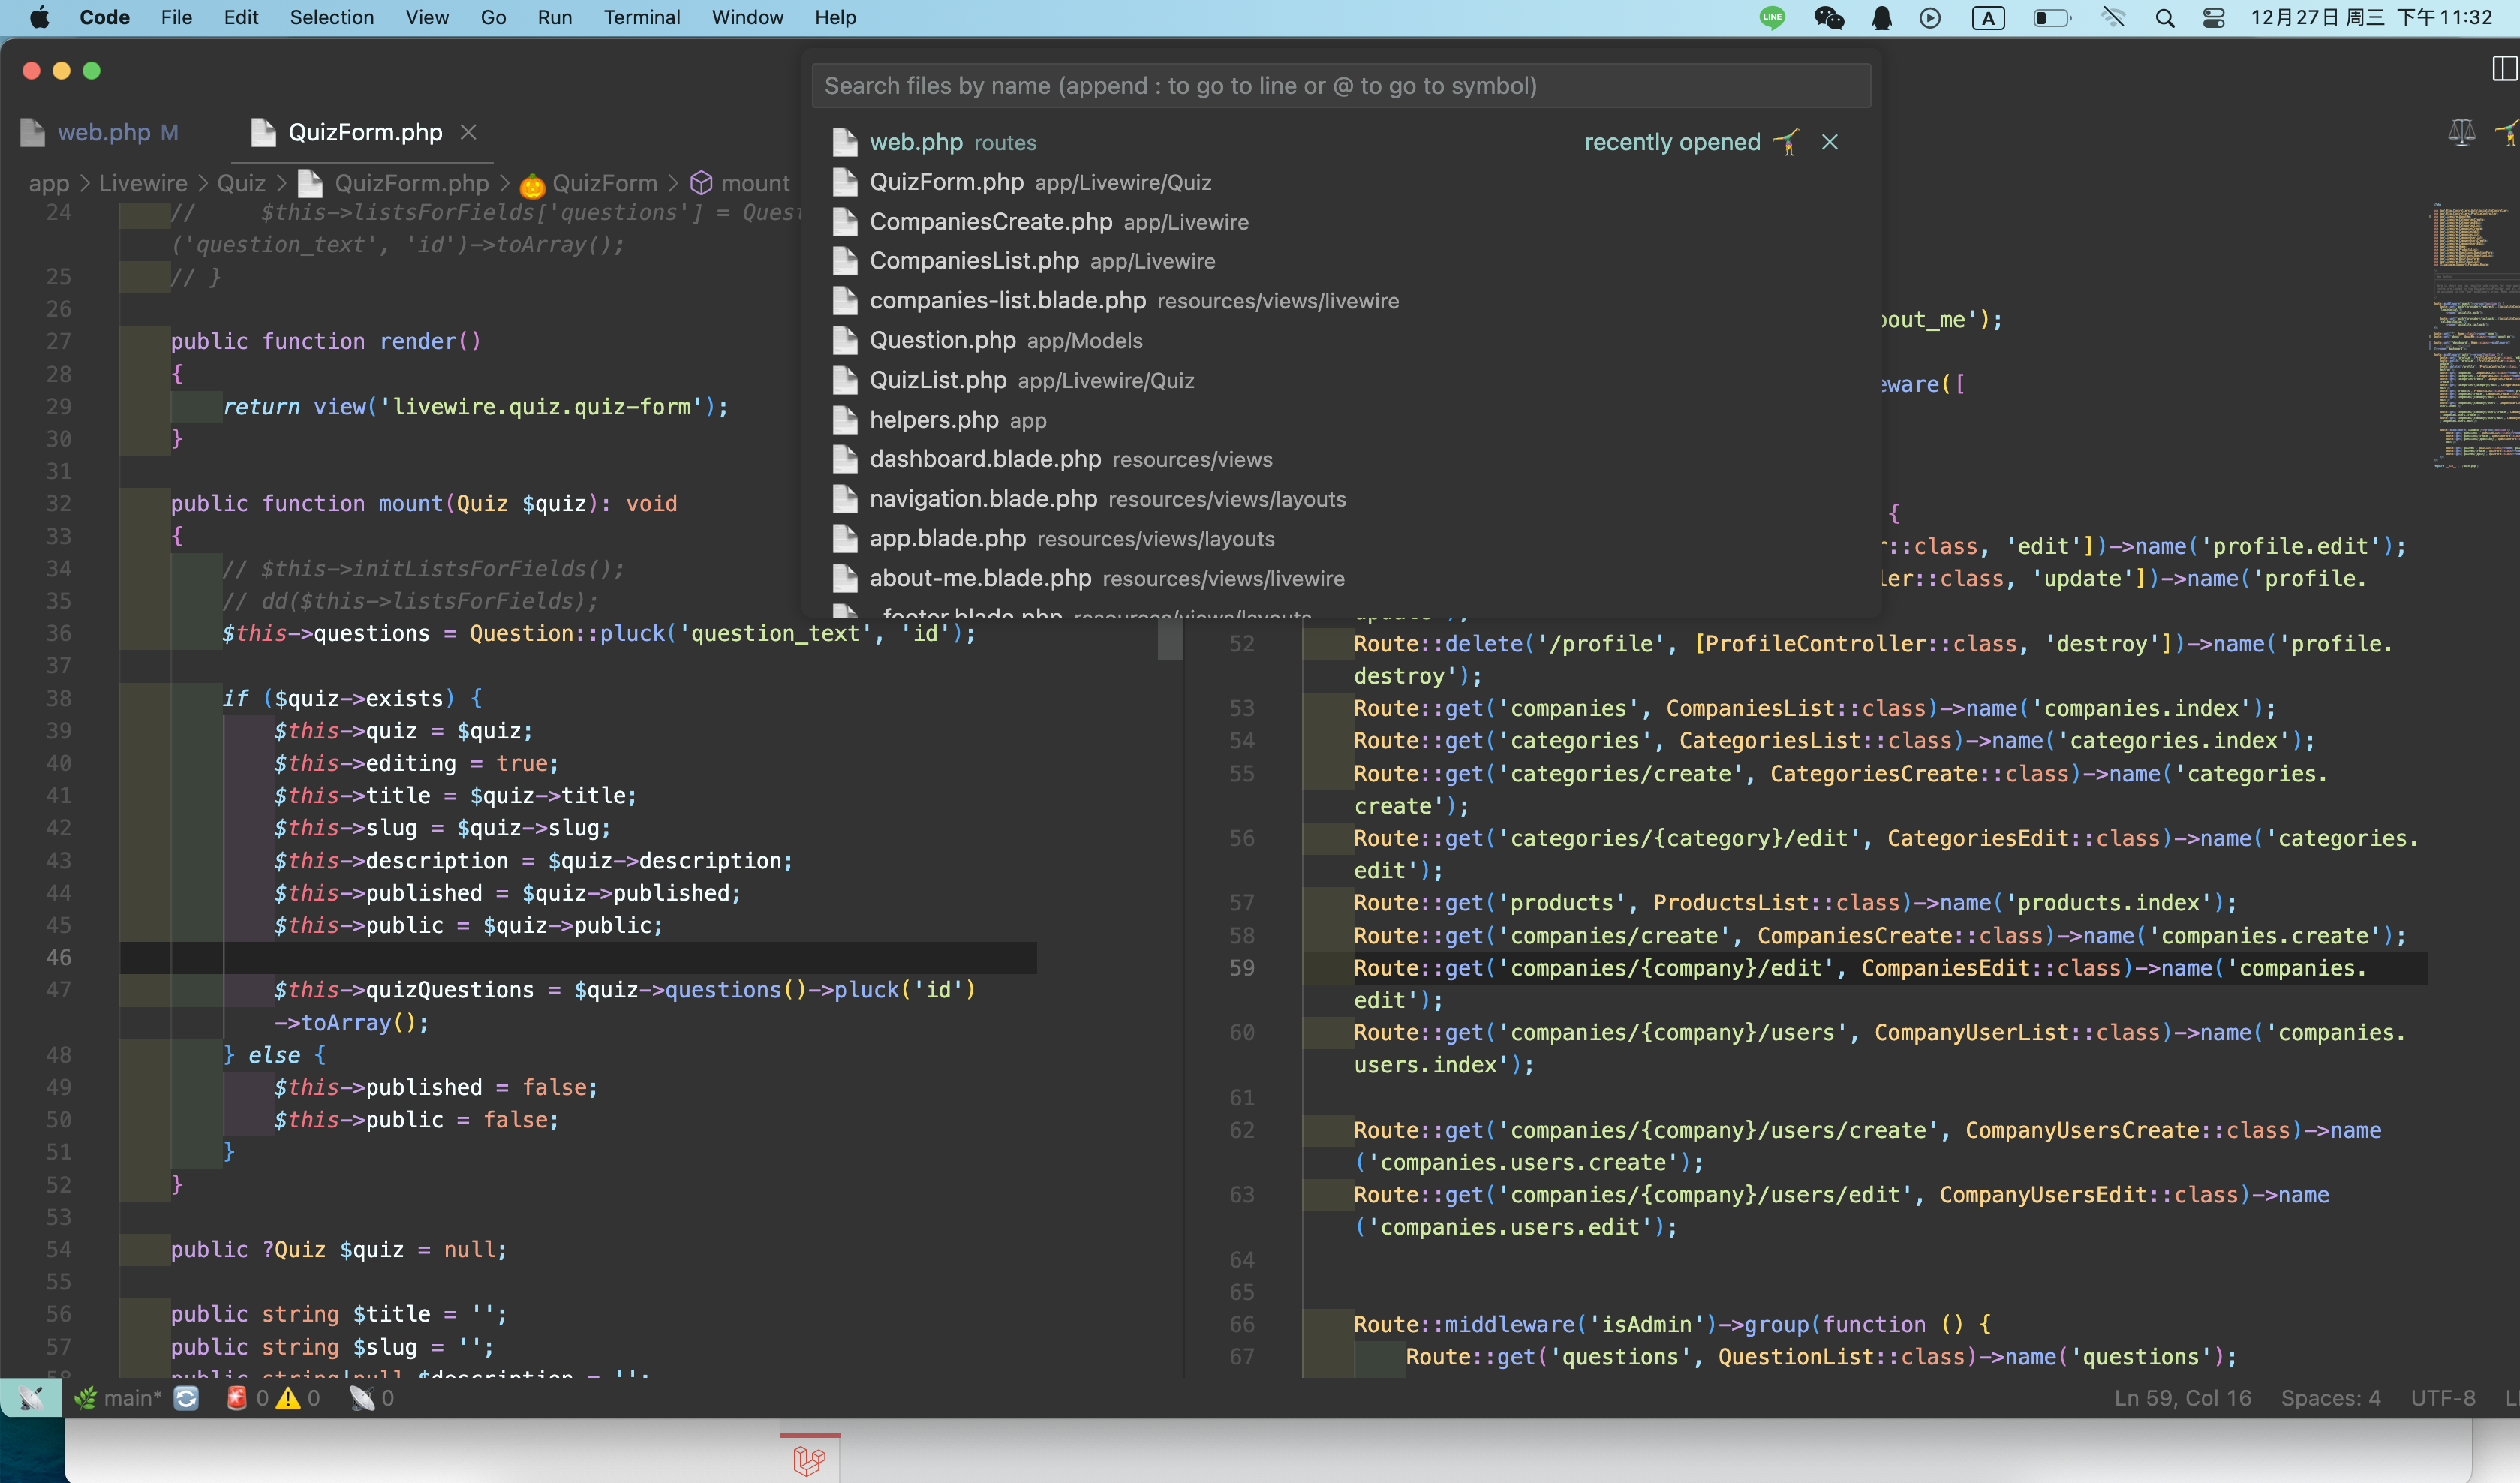 Code File Edit Selection View Go Run Terminal Window Help
LINE A 12月27日 周三 下午 11:32
Search files by name (append : to go to line or @ to go to symbol)
web.php M QuizForm.php
app > Livewire > Quiz > QuizForm.php > QuizForm > mount
web.php routes recently opened
QuizForm.php app/Livewire/Quiz
CompaniesCreate.php app/Livewire
CompaniesList.php app/Livewire
companies-list.blade.php resources/views/livewire
Question.php app/Models
QuizList.php app/Livewire/Quiz
helpers.php app
dashboard.blade.php resources/views
navigation.blade.php resources/views/layouts
app.blade.php resources/views/layouts
about-me.blade.php resources/views/livewire
footer.blade.php resources/views/layouts
24 // $this->listsForFields['questions'] = Quest
('question_text', 'id')->toArray();
25 // }
26
27 public function render()
28 {
29 return view('livewire.quiz.quiz-form');
30 }
31
32 public function mount(Quiz $quiz): void
33 {
34 // $this->initListsForFields();
35 // dd($this->listsForFields);
36 $this->questions = Question::pluck('question_text', 'id');
37
38 if ($quiz->exists) {
39 $this->quiz = $quiz;
40 $this->editing = true;
41 $this->title = $quiz->title;
42 $this->slug = $quiz->slug;
43 $this->description = $quiz->description;
44 $this->published = $quiz->published;
45 $this->public = $quiz->public;
46
47 $this->quizQuestions = $quiz->questions()->pluck('id')
->toArray();
48 } else {
49 $this->published = false;
50 $this->public = false;
51 }
52 }
53
54 public ?Quiz $quiz = null;
55
56 public string $title = '';
57 public string $slug = '';
58 public string|null $description = '';
bout_me');
eware([
{
r::class, 'edit'])->name('profile.edit');
ler::class, 'update'])->name('profile.
update');
52 Route::delete('/profile', [ProfileController::class, 'destroy'])->name('profile.
destroy');
53 Route::get('companies', CompaniesList::class)->name('companies.index');
54 Route::get('categories', CategoriesList::class)->name('categories.index');
55 Route::get('categories/create', CategoriesCreate::class)->name('categories.
create');
56 Route::get('categories/{category}/edit', CategoriesEdit::class)->name('categories.
edit');
57 Route::get('products', ProductsList::class)->name('products.index');
58 Route::get('companies/create', CompaniesCreate::class)->name('companies.create');
59 Route::get('companies/{company}/edit', CompaniesEdit::class)->name('companies.
edit');
60 Route::get('companies/{company}/users', CompanyUserList::class)->name('companies.
users.index');
61
62 Route::get('companies/{company}/users/create', CompanyUsersCreate::class)->name
('companies.users.create');
63 Route::get('companies/{company}/users/edit', CompanyUsersEdit::class)->name
('companies.users.edit');
64
65
66 Route::middleware('isAdmin')->group(function () {
67 Route::get('questions', QuestionList::class)->name('questions');
main* 0 0 0
Ln 59, Col 16 Spaces: 4 UTF-8